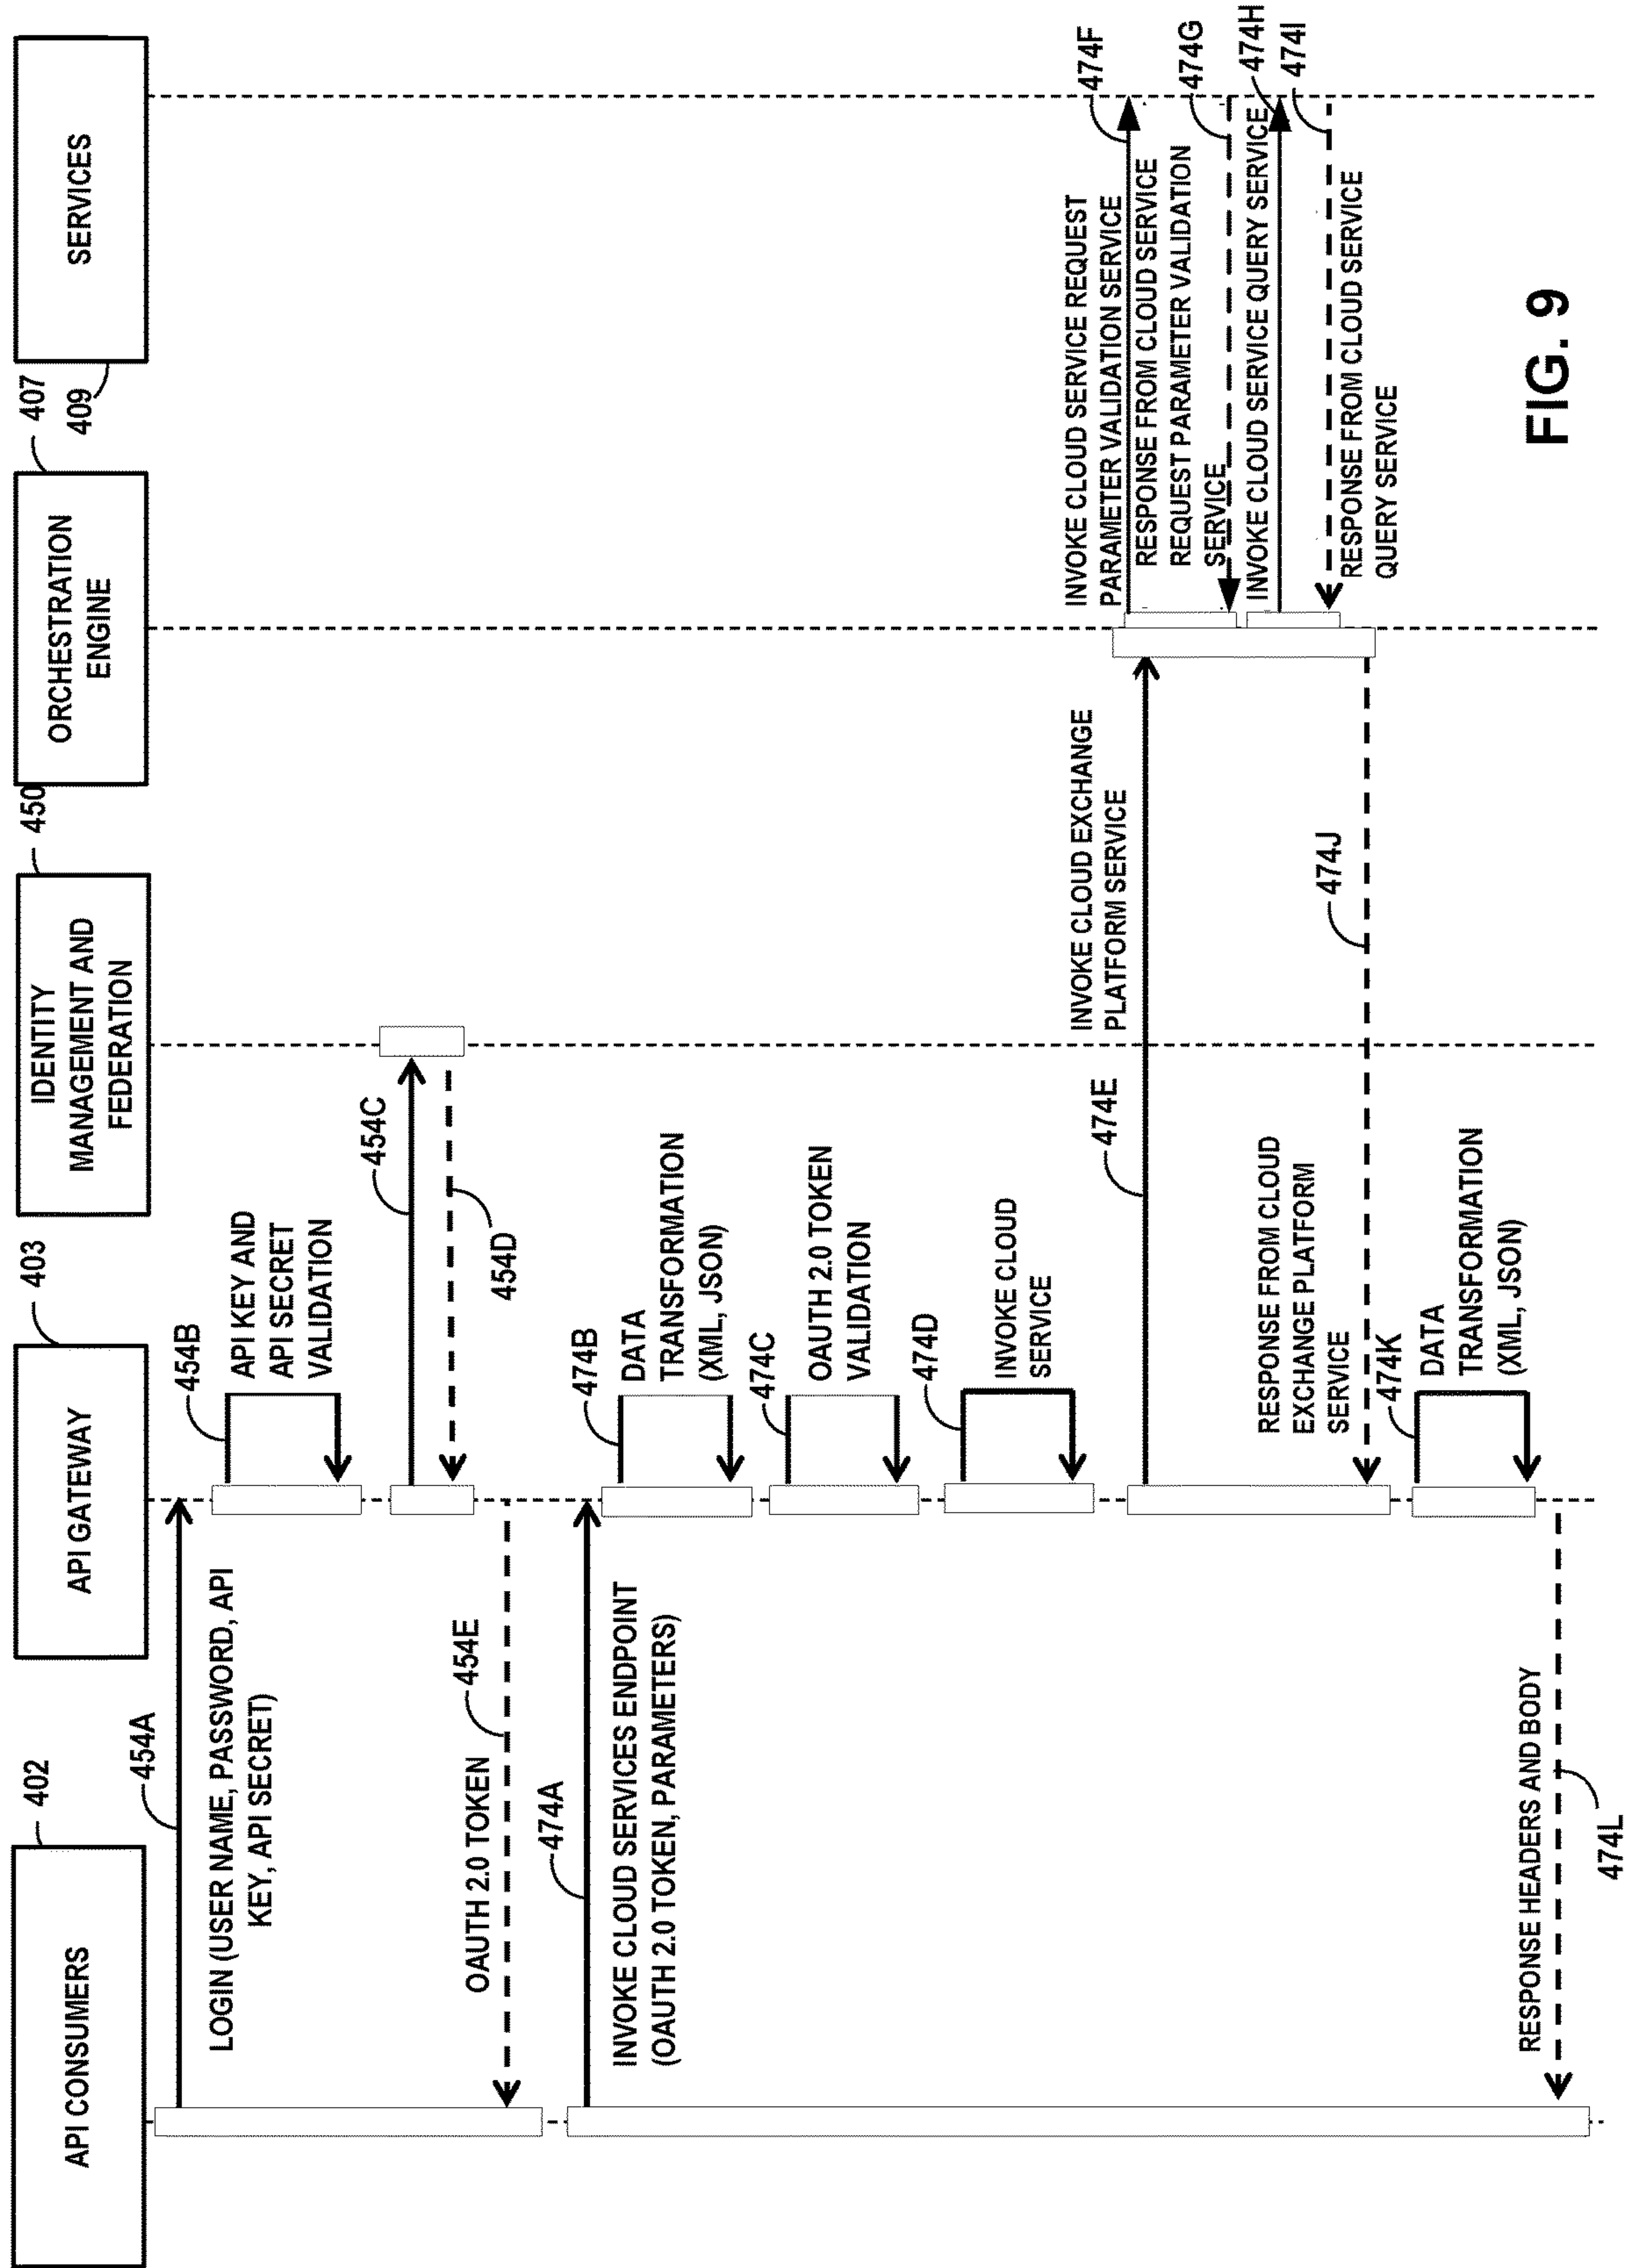 API CONSUMERS
402
API GATEWAY
403
IDENTITY
MANAGEMENT AND
FEDERATION
450
ORCHESTRATION
ENGINE
407
SERVICES
409
454A
LOGIN (USER NAME, PASSWORD, API
KEY, API SECRET)
454B
API KEY AND
API SECRET
VALIDATION
454C
454D
OAUTH 2.0 TOKEN
454E
474A
INVOKE CLOUD SERVICES ENDPOINT
(OAUTH 2.0 TOKEN, PARAMETERS)
474B
DATA
TRANSFORMATION
(XML, JSON)
474C
OAUTH 2.0 TOKEN
VALIDATION
474D
INVOKE CLOUD
SERVICE
474E
INVOKE CLOUD EXCHANGE
PLATFORM SERVICE
INVOKE CLOUD SERVICE REQUEST
PARAMETER VALIDATION SERVICE
474F
RESPONSE FROM CLOUD SERVICE
REQUEST PARAMETER VALIDATION
SERVICE
474G
INVOKE CLOUD SERVICE QUERY SERVICE
474H
474I
RESPONSE FROM CLOUD SERVICE
QUERY SERVICE
474J
RESPONSE FROM CLOUD
EXCHANGE PLATFORM
SERVICE
474K
DATA
TRANSFORMATION
(XML, JSON)
RESPONSE HEADERS AND BODY
474L
FIG. 9